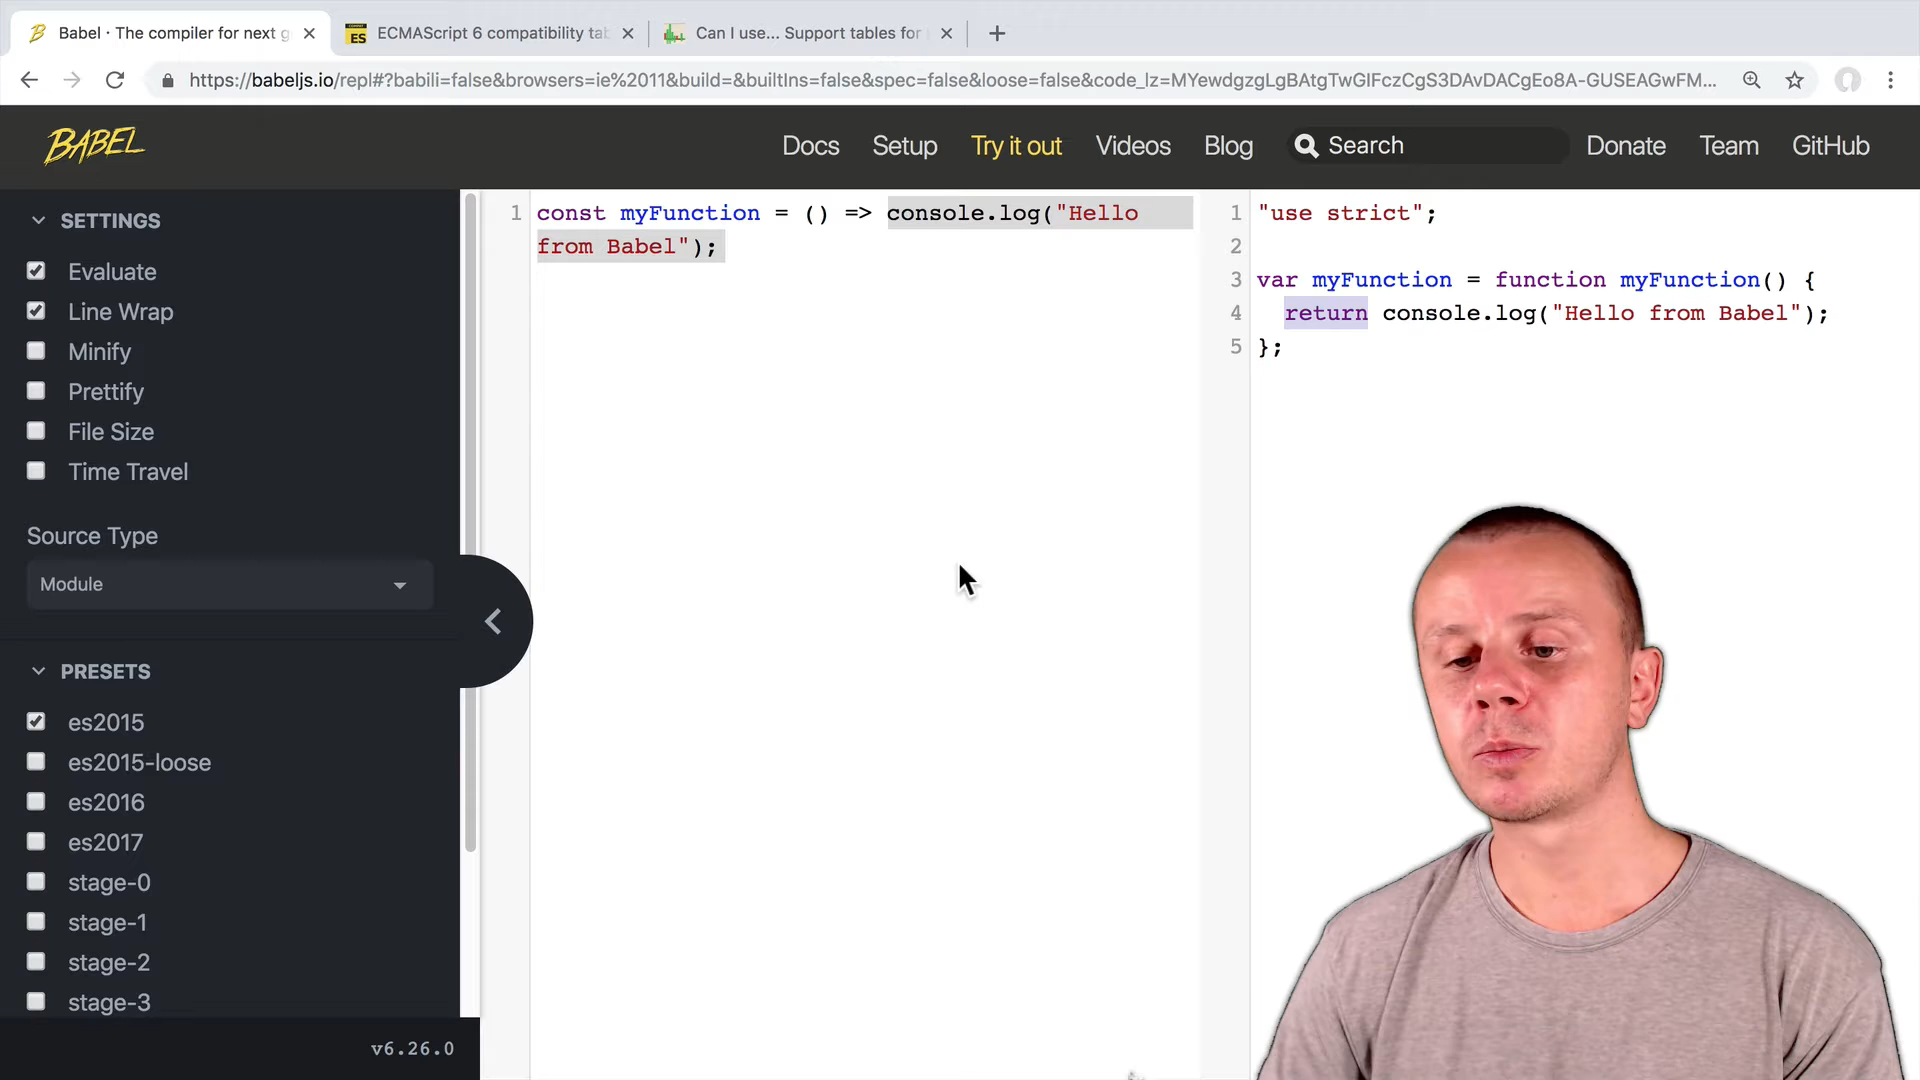 Babel · The compiler for next g
ECMAScript 6 compatibility tab
Can I use... Support tables for
https://babeljs.io/repl#?babili=false&browsers=ie%2011&build=&builtIns=false&spec=false&loose=false&code_lz=MYewdgzgLgBAtgTwGIFczCgS3DAvDACgEo8A-GUSEAGwFM...
BABEL
Docs
Setup
Try it out
Videos
Blog
Search
Donate
Team
GitHub
SETTINGS
Evaluate
Line Wrap
Minify
Prettify
File Size
Time Travel
Source Type
Module
PRESETS
es2015
es2015-loose
es2016
es2017
stage-0
stage-1
stage-2
stage-3
v6.26.0
1 const myFunction = () => console.log("Hello
from Babel");
1 "use strict";
2
3 var myFunction = function myFunction() {
4 return console.log("Hello from Babel");
5 };